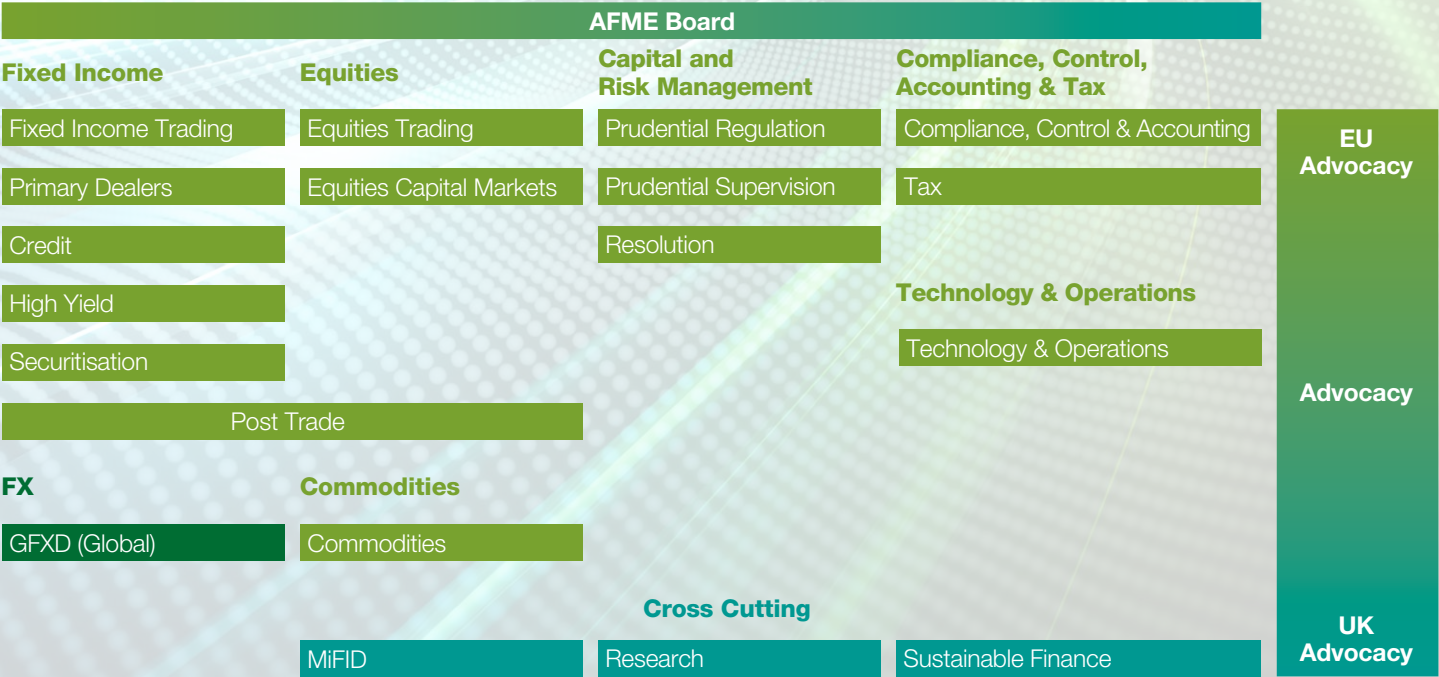 AFME Board
Fixed Income
Fixed Income Trading
Primary Dealers
Credit
High Yield
Securitisation
Equities
Equities Trading
Equities Capital Markets
Post Trade
Capital and
Risk Management
Prudential Regulation
Prudential Supervision
Resolution
Compliance, Control,
Accounting & Tax
Compliance, Control & Accounting
Tax
Technology & Operations
Technology & Operations
FX
GFXD (Global)
Commodities
Commodities
Cross Cutting
MiFID
Research
Sustainable Finance
EU
Advocacy
Advocacy
UK
Advocacy